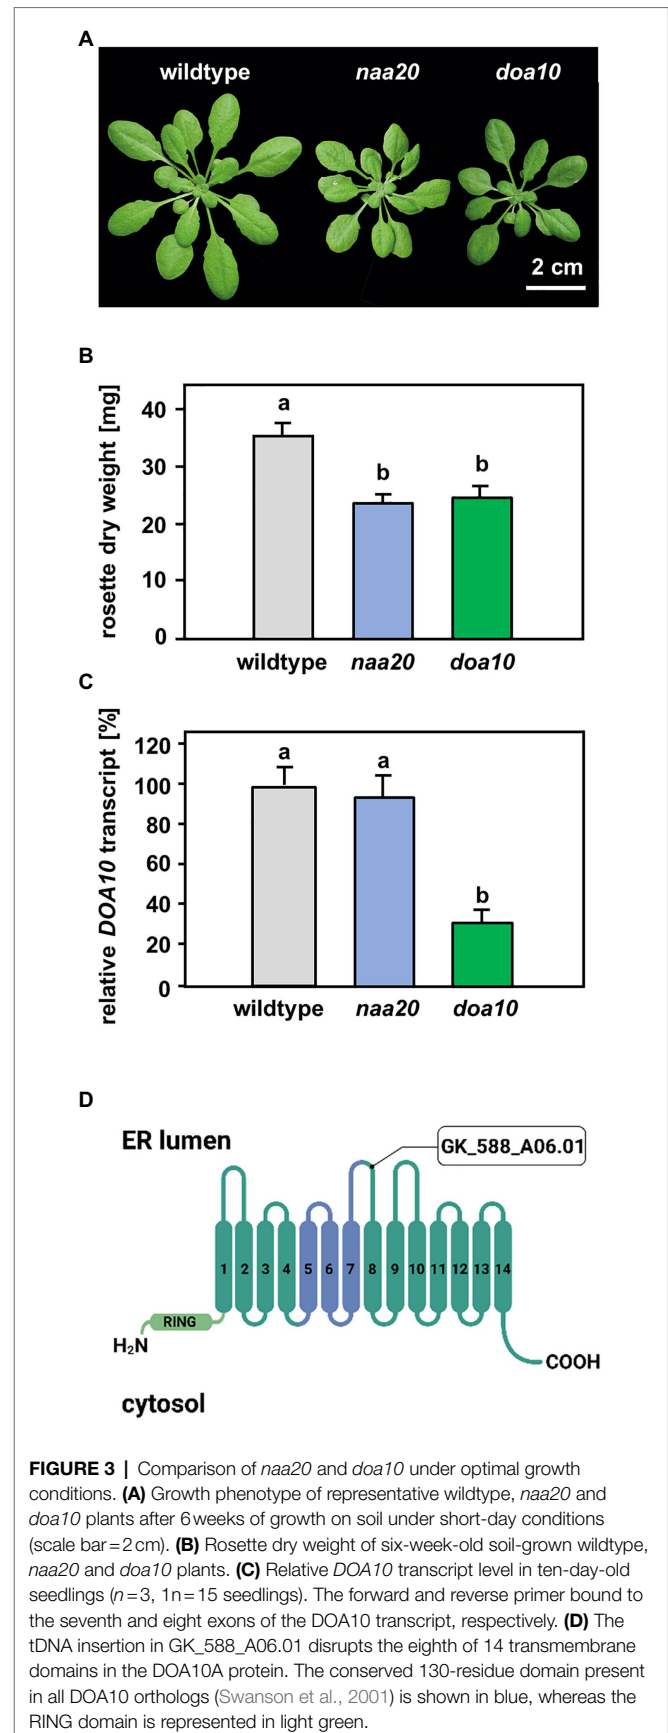 A
wildtype naa20 doa10
2 cm
B
rosette dry weight [mg]
40
30
20
10
0
a
b
b
wildtype naa20 doa10
C
relative DOA10 transcript [%]
120
100
80
60
40
20
0
a
a
b
wildtype naa20 doa10
D
ER lumen
GK_588_A06.01
1 2 3 4 5 6 7 8 9 10 11 12 13 14
RING
H₂N
COOH
cytosol
FIGURE 3 | Comparison of naa20 and doa10 under optimal growth
conditions. (A) Growth phenotype of representative wildtype, naa20 and
doa10 plants after 6 weeks of growth on soil under short-day conditions
(scale bar = 2 cm). (B) Rosette dry weight of six-week-old soil-grown wildtype,
naa20 and doa10 plants. (C) Relative DOA10 transcript level in ten-day-old
seedlings (n = 3, 1n = 15 seedlings). The forward and reverse primer bound to
the seventh and eight exons of the DOA10 transcript, respectively. (D) The
tDNA insertion in GK_588_A06.01 disrupts the eighth of 14 transmembrane
domains in the DOA10A protein. The conserved 130-residue domain present
in all DOA10 orthologs (Swanson et al., 2001) is shown in blue, whereas the
RING domain is represented in light green.